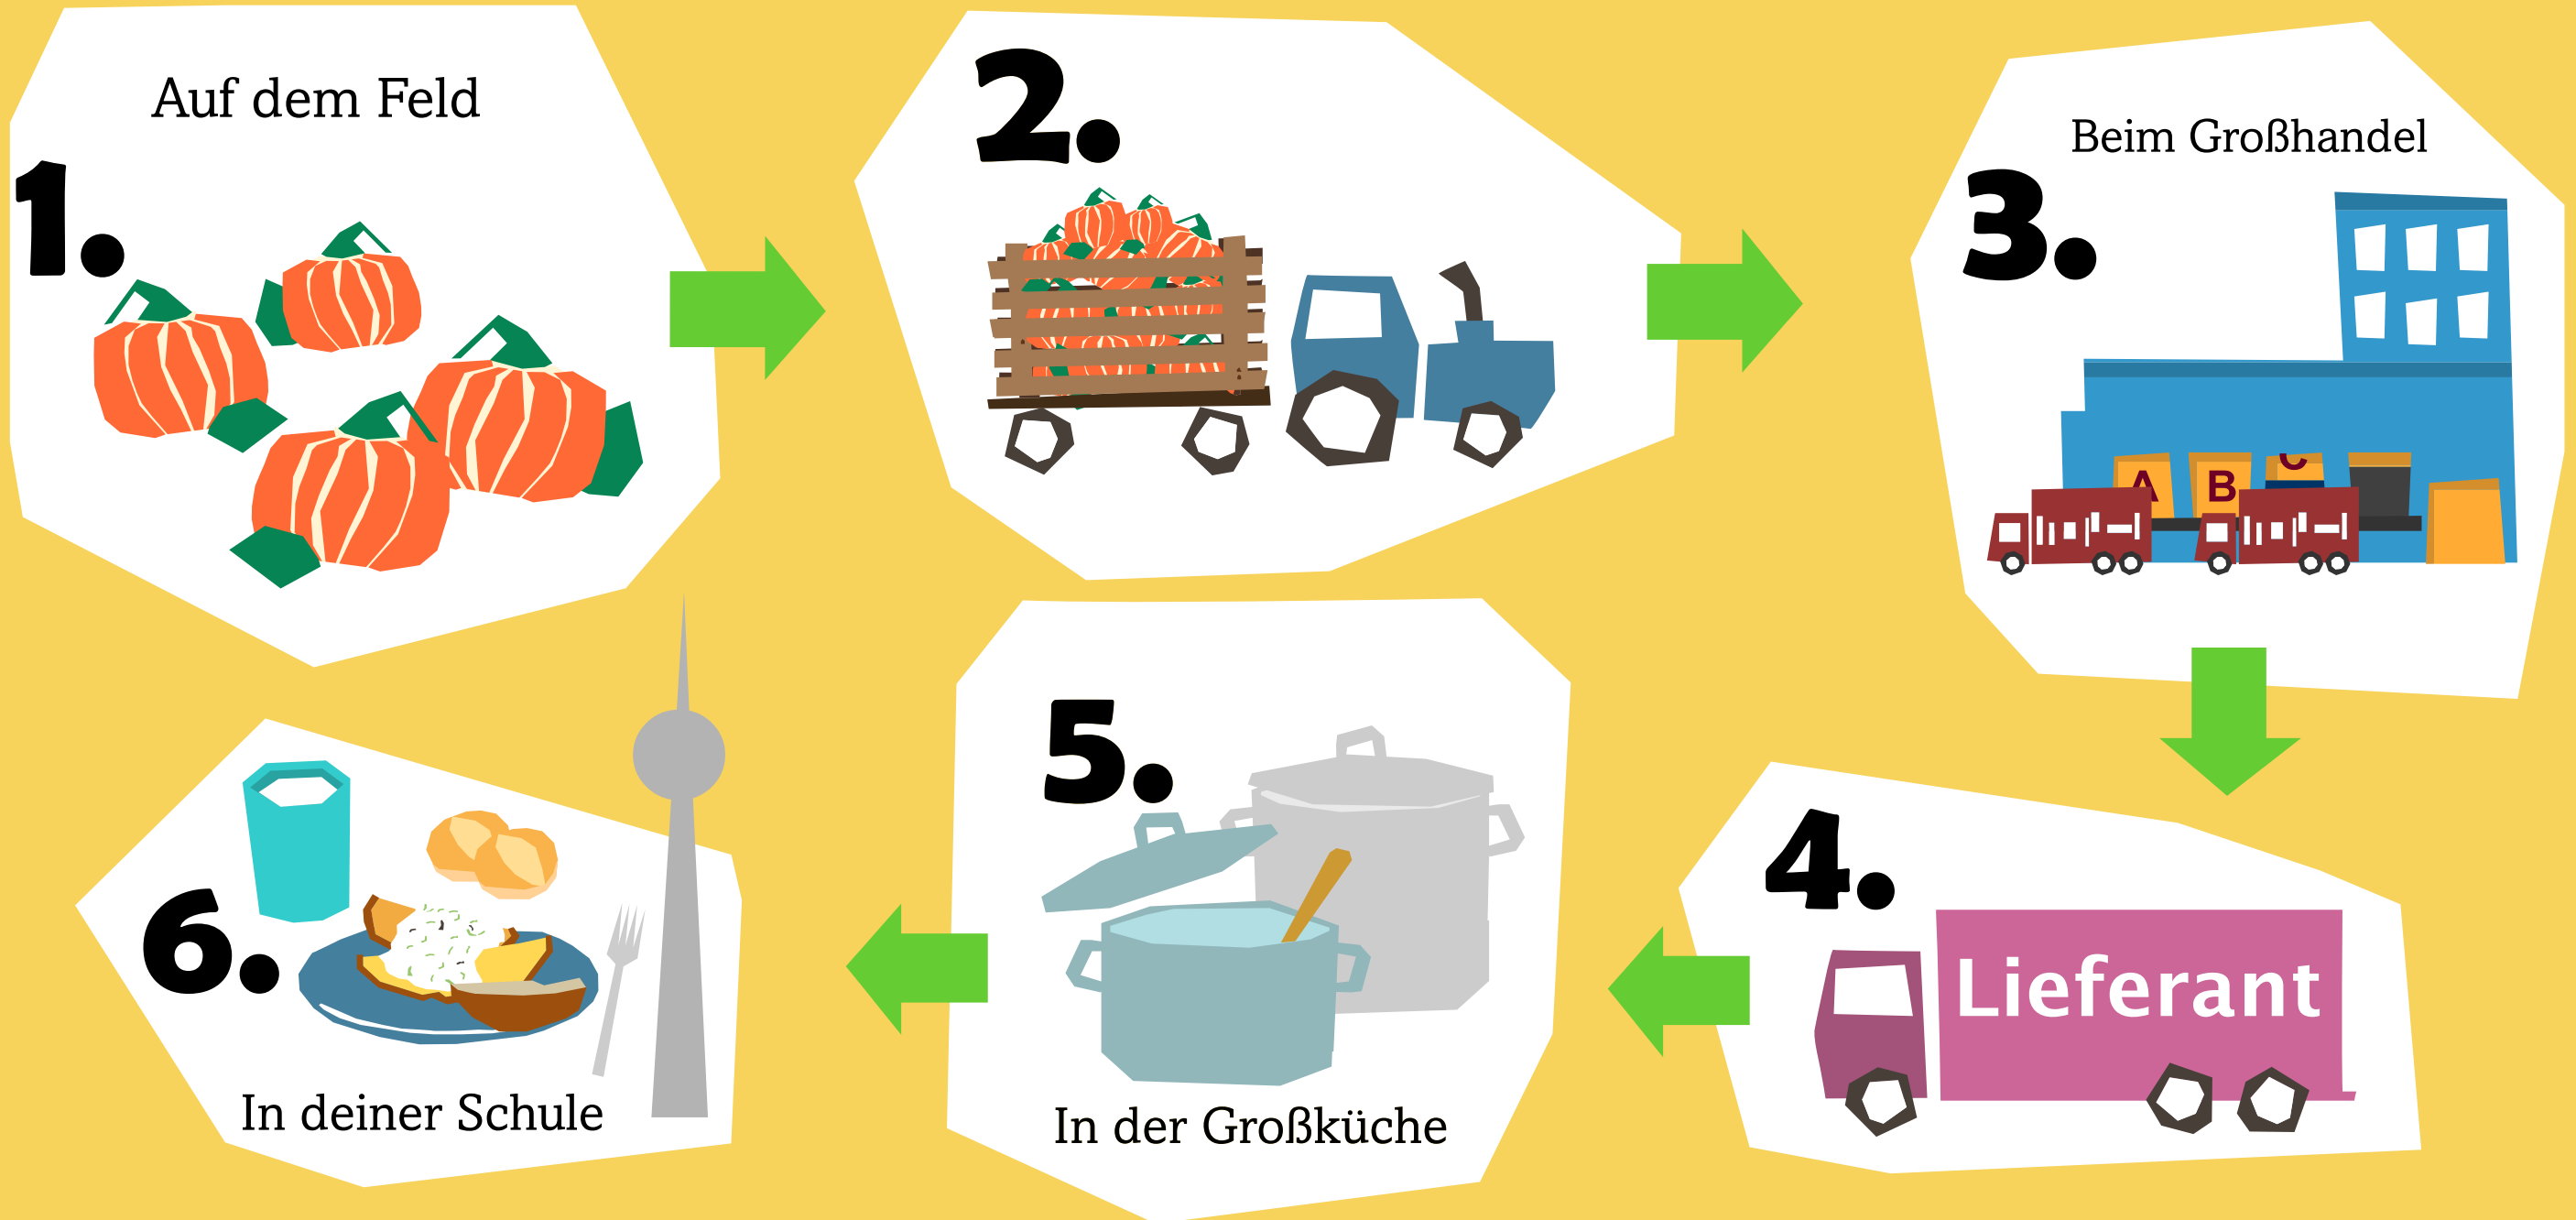 Auf dem Feld
1.
2.
Beim Großhandel
3.
A B C
4.
Lieferant
5.
In der Großküche
6.
In deiner Schule